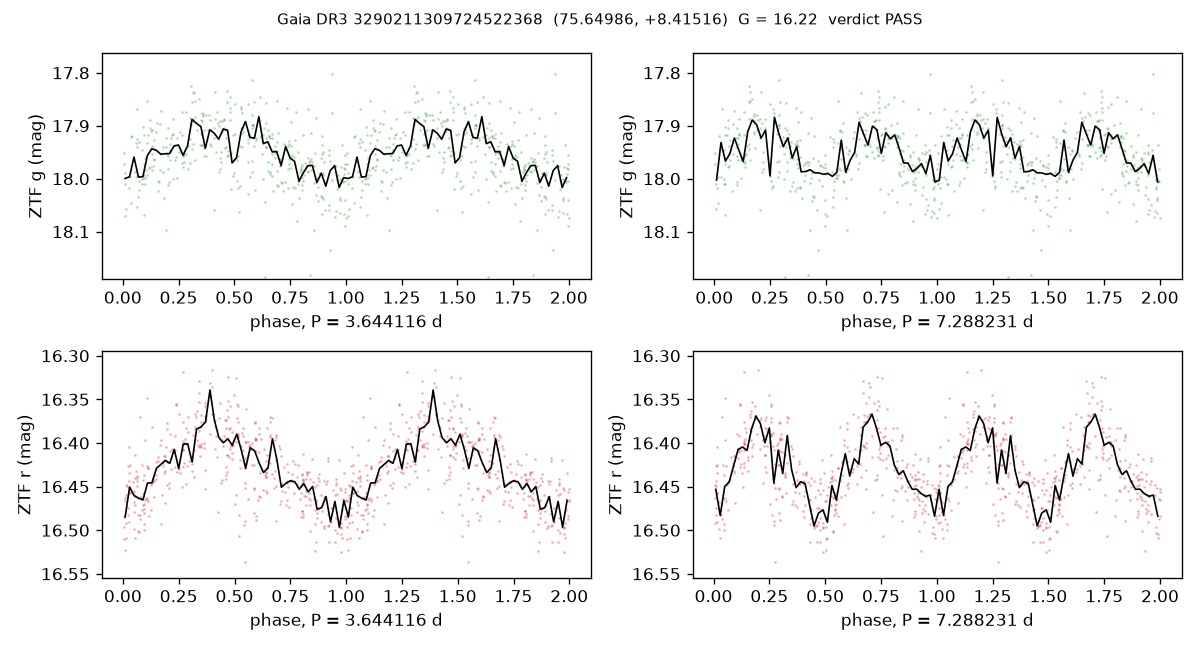 Gaia DR3 3290211309724522368  (75.64986, +8.41516)  G = 16.22  verdict PASS
ZTF g (mag)
17.8
17.9
18.0
18.1
0.00 0.25 0.50 0.75 1.00 1.25 1.50 1.75 2.00
phase, P = 3.644116 d
ZTF g (mag)
17.8
17.9
18.0
18.1
0.00 0.25 0.50 0.75 1.00 1.25 1.50 1.75 2.00
phase, P = 7.288231 d
ZTF r (mag)
16.30
16.35
16.40
16.45
16.50
16.55
0.00 0.25 0.50 0.75 1.00 1.25 1.50 1.75 2.00
phase, P = 3.644116 d
ZTF r (mag)
16.30
16.35
16.40
16.45
16.50
16.55
0.00 0.25 0.50 0.75 1.00 1.25 1.50 1.75 2.00
phase, P = 7.288231 d